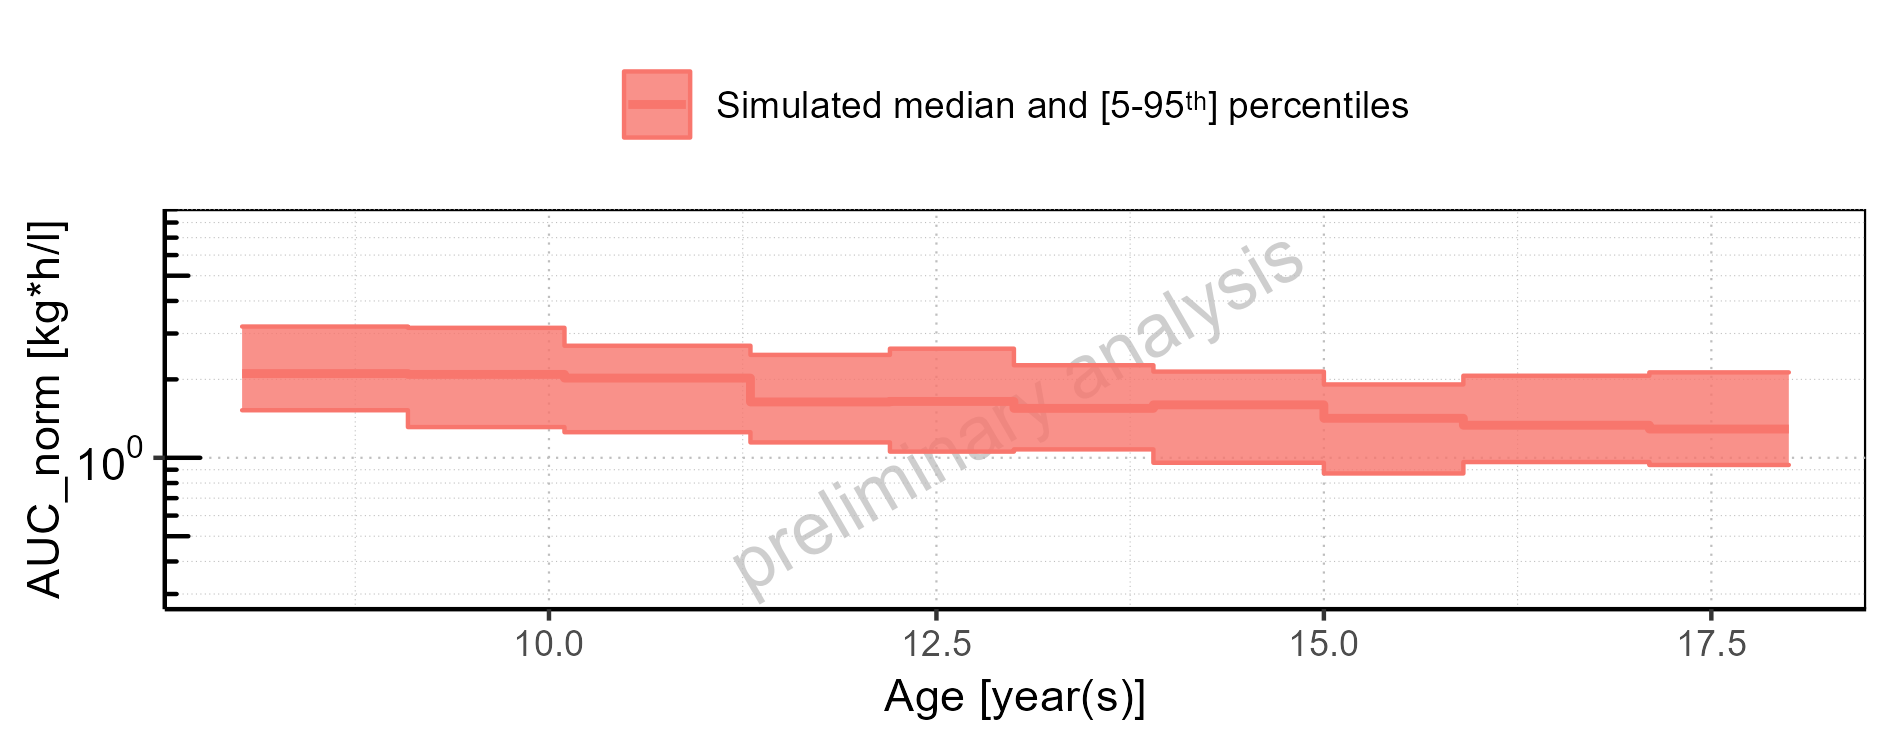 Simulated median and [5-95th] percentiles
AUC_norm [kg*h/l]
10^0
preliminary analysis
10.0 12.5 15.0 17.5
Age [year(s)]